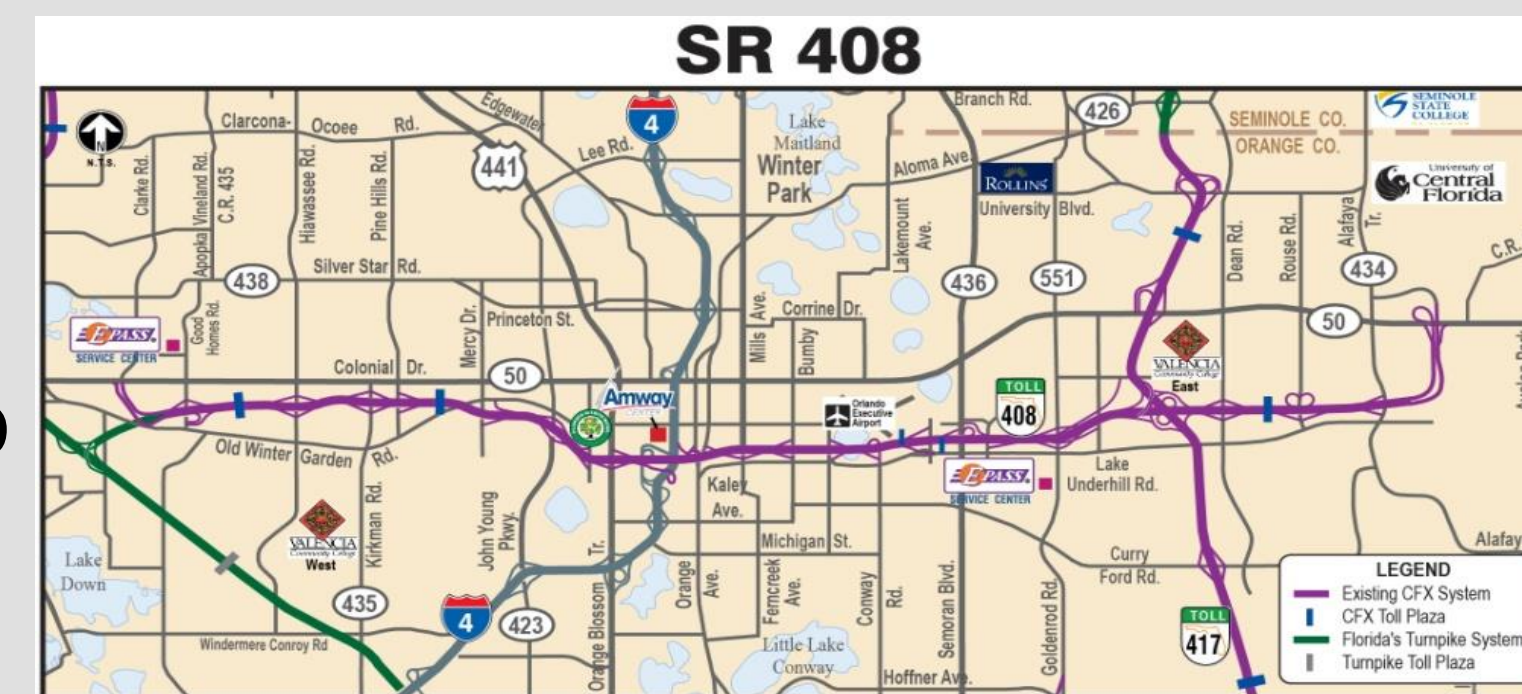 SR 408
N
N.T.S.
Clarcona-
Ocoee
Rd.
Edgewater
4
426
Branch Rd.
SEMINOLE CO.
ORANGE CO.
SEMINOLE
STATE
COLLEGE
441
Lee Rd.
Lake
Maitland
Winter
Park
Aloma Ave.
ROLLINS
University Blvd.
University of
Central
Florida
Clarke Rd.
Apopka Vineland Rd.
C.R. 435
Hiawassee Rd.
Pine Hills Rd.
Lakemount
Ave.
Dean Rd.
Rouse Rd.
Alafaya
Tr.
C.R.
438
Silver Star Rd.
436
551
434
EPASS
SERVICE CENTER
Good
Homes Rd.
Mercy Dr.
Princeton St.
Mills Ave.
Corrine Dr.
Bumby
50
Colonial Dr.
50
VALENCIA
Community College
East
Amway
CENTER
Orlando
Executive
Airport
TOLL
408
Old Winter Garden Rd.
EPASS
SERVICE CENTER
Lake
Underhill Rd.
Kaley
Ave.
VALENCIA
Community College
West
Kirkman Rd.
John Young
Pkwy.
Michigan St.
Curry
Ford Rd.
Alafay
Lake
Down
435
4
423
Orange Blossom
Tr.
Orange
Ave.
Ferncreek
Ave.
Conway
Rd.
Semoran Blvd.
Goldenrod Rd.
TOLL
417
Windermere Conroy Rd
Little Lake
Conway
Hoffner Ave.
LEGEND
Existing CFX System
CFX Toll Plaza
Florida's Turnpike System
Turnpike Toll Plaza